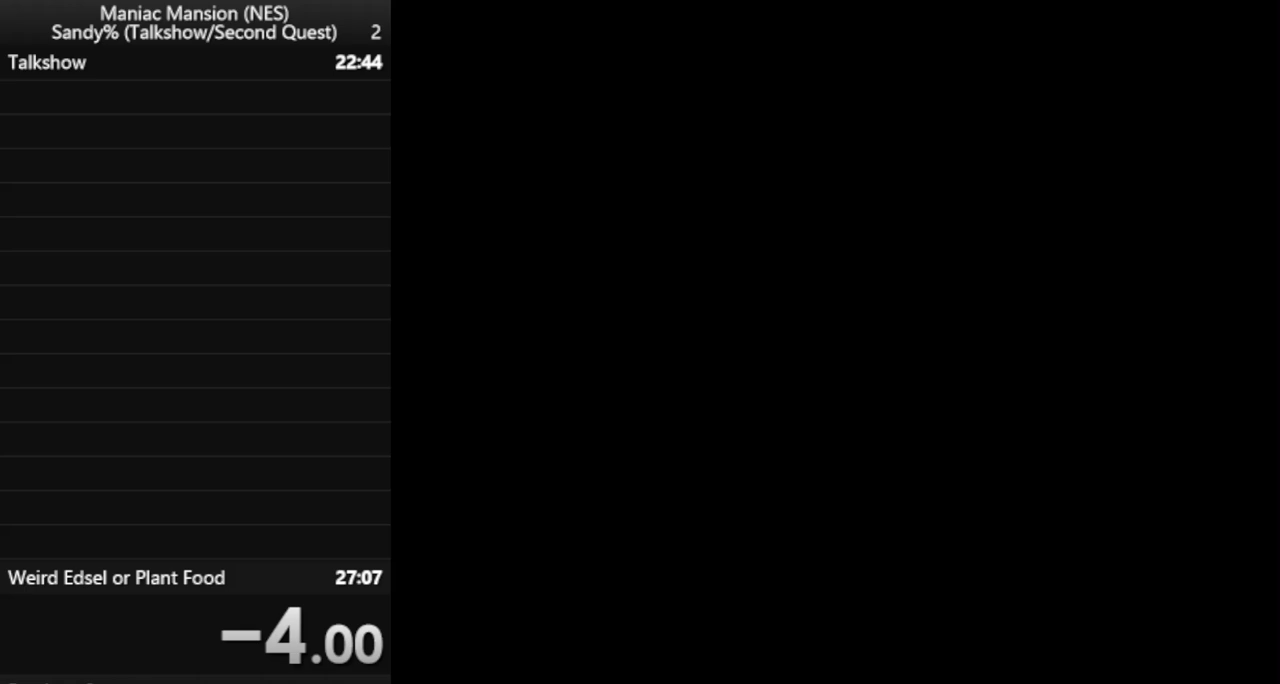 Maniac Mansion (NES)
Sandy% (Talkshow/Second Quest) 2
Talkshow 22:44
Weird Edsel or Plant Food 27:07
-4.00